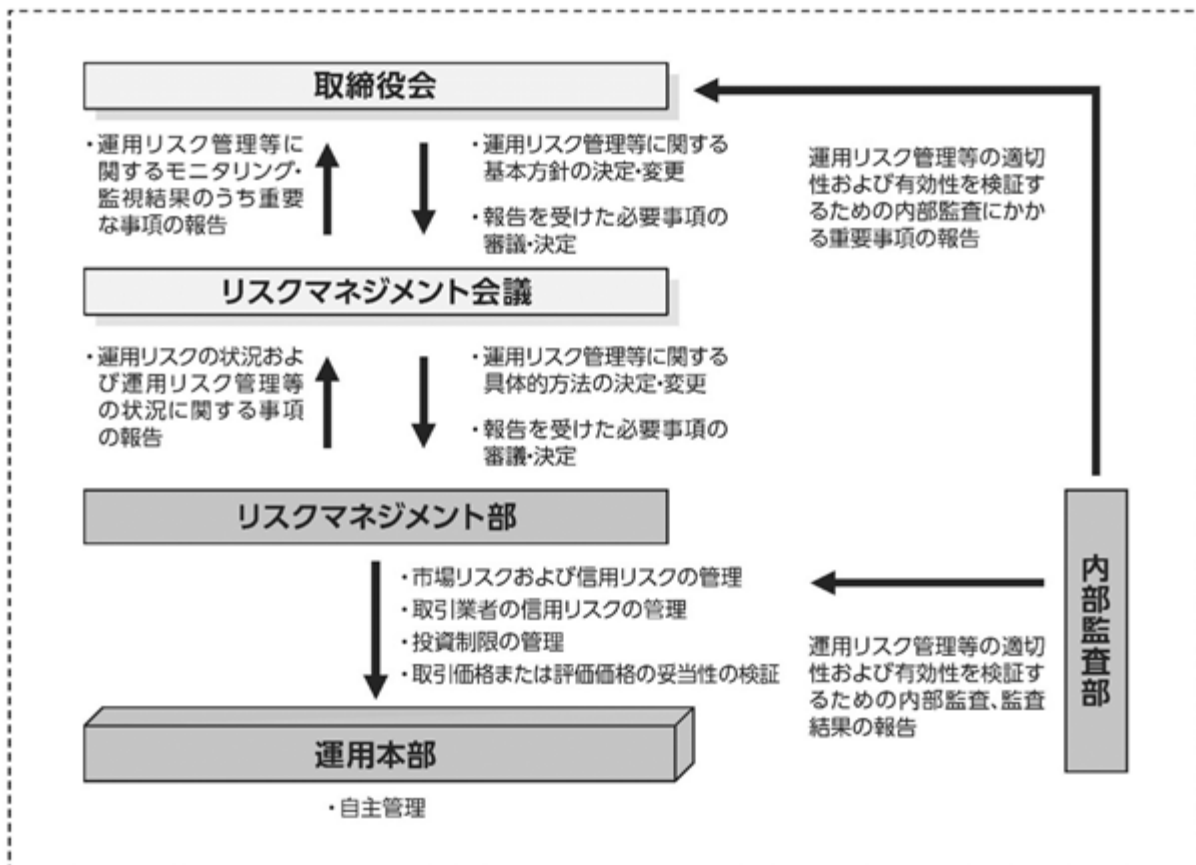 取締役会
・運用リスク管理等に
関するモニタリング・
監視結果のうち重要
な事項の報告
・運用リスク管理等に関する
基本方針の決定・変更
・報告を受けた必要事項の
審議・決定
運用リスク管理等の適切
性および有効性を検証す
るための内部監査にかか
る重要事項の報告
リスクマネジメント会議
・運用リスクの状況およ
び運用リスク管理等
の状況に関する事項
の報告
・運用リスク管理等に関する
具体的方法の決定・変更
・報告を受けた必要事項の
審議・決定
リスクマネジメント部
・市場リスクおよび信用リスクの管理
・取引業者の信用リスクの管理
・投資制限の管理
・取引価格または評価価格の妥当性の検証
内部監査部
運用リスク管理等の適切
性および有効性を検証す
るための内部監査、監査
結果の報告
運用本部
・自主管理